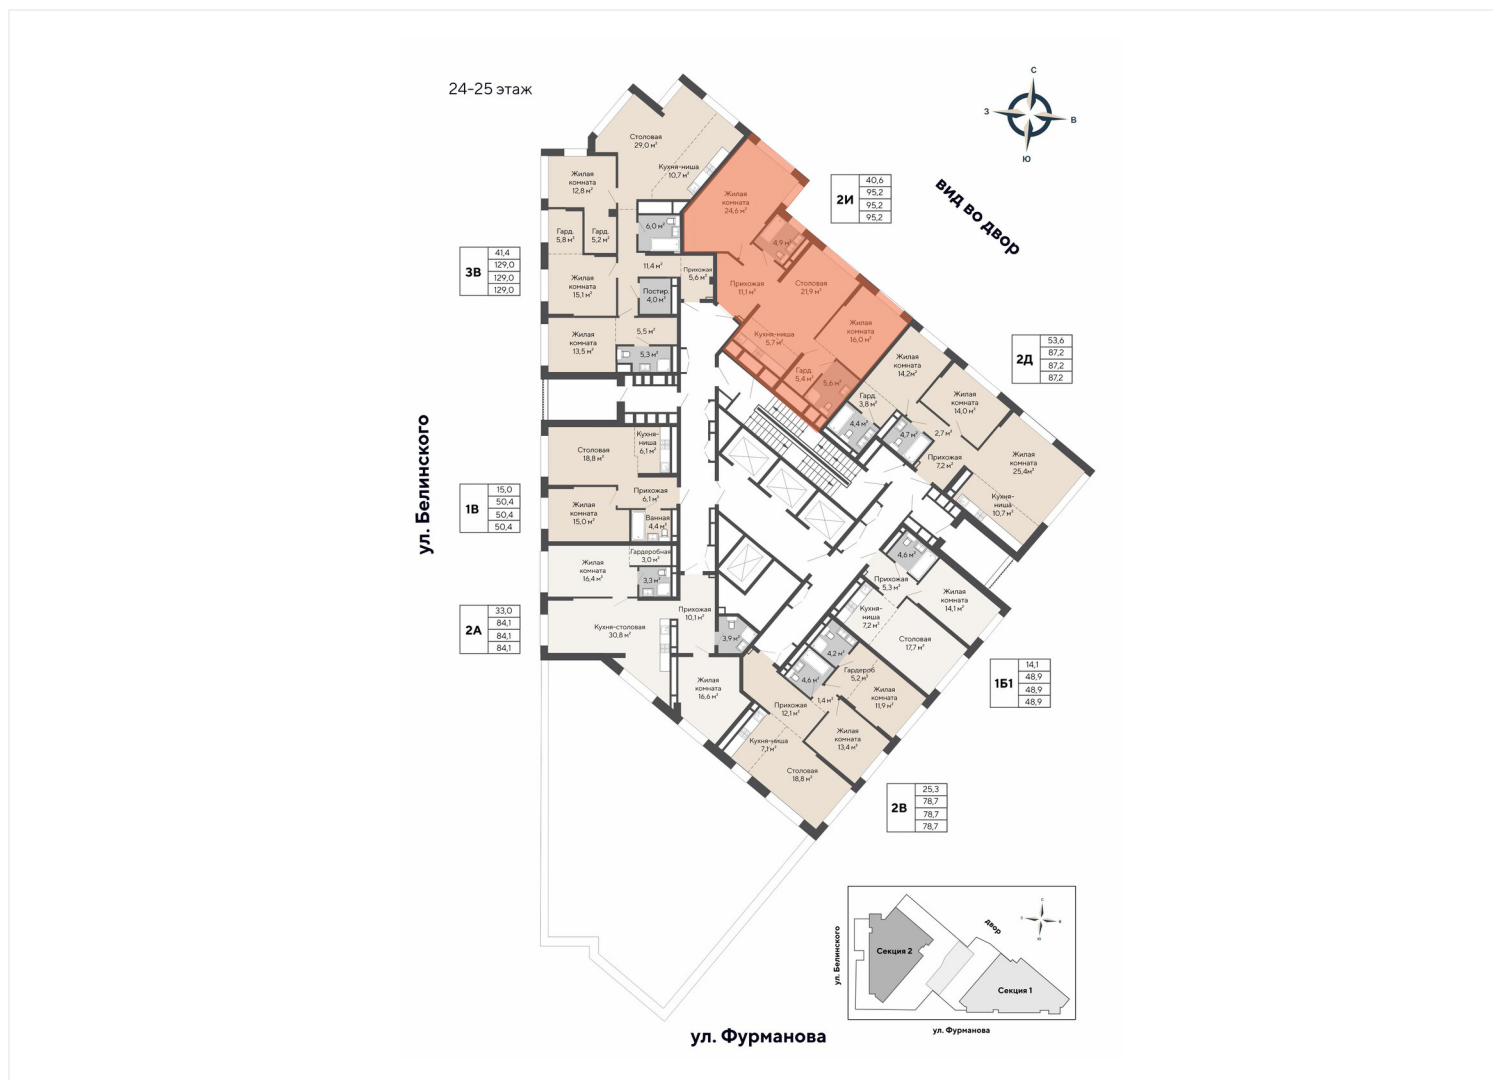 24-25 этаж
С
З
В
Ю
вид во двор
Столовая
29,0 м²
Кухня-ниша
10,7 м²
Жилая
комната
12,8 м²
Гард.
5,8 м²
Гард.
5,2 м²
6,0 м²
11,4 м²
Прихожая
5,6 м²
Жилая
комната
15,1 м²
Постир.
4,0 м²
5,5 м²
Жилая
комната
13,5 м²
5,3 м²
3В
41,4
129,0
129,0
129,0
Жилая
комната
24,6 м²
4,9 м²
Прихожая
11,1 м²
Столовая
21,9 м²
Жилая
комната
16,0 м²
Кухня-ниша
5,7 м²
Гард.
5,4 м²
5,6 м²
2И
40,6
95,2
95,2
95,2
Жилая
комната
14,2м²
Гард.
3,8 м²
Жилая
комната
14,0 м²
4,4 м²
4,7 м²
2,7 м²
Прихожая
7,2 м²
Жилая
комната
25,4м²
Кухня-
ниша
10,7 м²
2Д
53,6
87,2
87,2
87,2
ул. Белинского
Столовая
18,8 м²
Кухня-
ниша
6,1 м²
Прихожая
6,1 м²
Жилая
комната
15,0 м²
Ванная
4,4 м²
1В
15,0
50,4
50,4
50,4
Жилая
комната
16,4 м²
Гардеробная
3,0 м²
3,3 м²
Прихожая
10,1 м²
Кухня-столовая
30,8 м²
3,9 м²
Жилая
комната
16,6 м²
2А
33,0
84,1
84,1
84,1
4,6 м²
Прихожая
5,3 м²
Жилая
комната
14,1 м²
Кухня-
ниша
7,2 м²
Столовая
17,7 м²
1Б1
14,1
48,9
48,9
48,9
4,2 м²
4,6 м²
Гардероб
5,2 м²
1,4 м²
Жилая
комната
11,9 м²
Прихожая
12,1 м²
Жилая
комната
13,4 м²
Кухня-ниша
7,1 м²
Столовая
18,8 м²
2В
25,3
78,7
78,7
78,7
ул. Фурманова
ул. Белинского
двор
Секция 2
Секция 1
ул. Фурманова